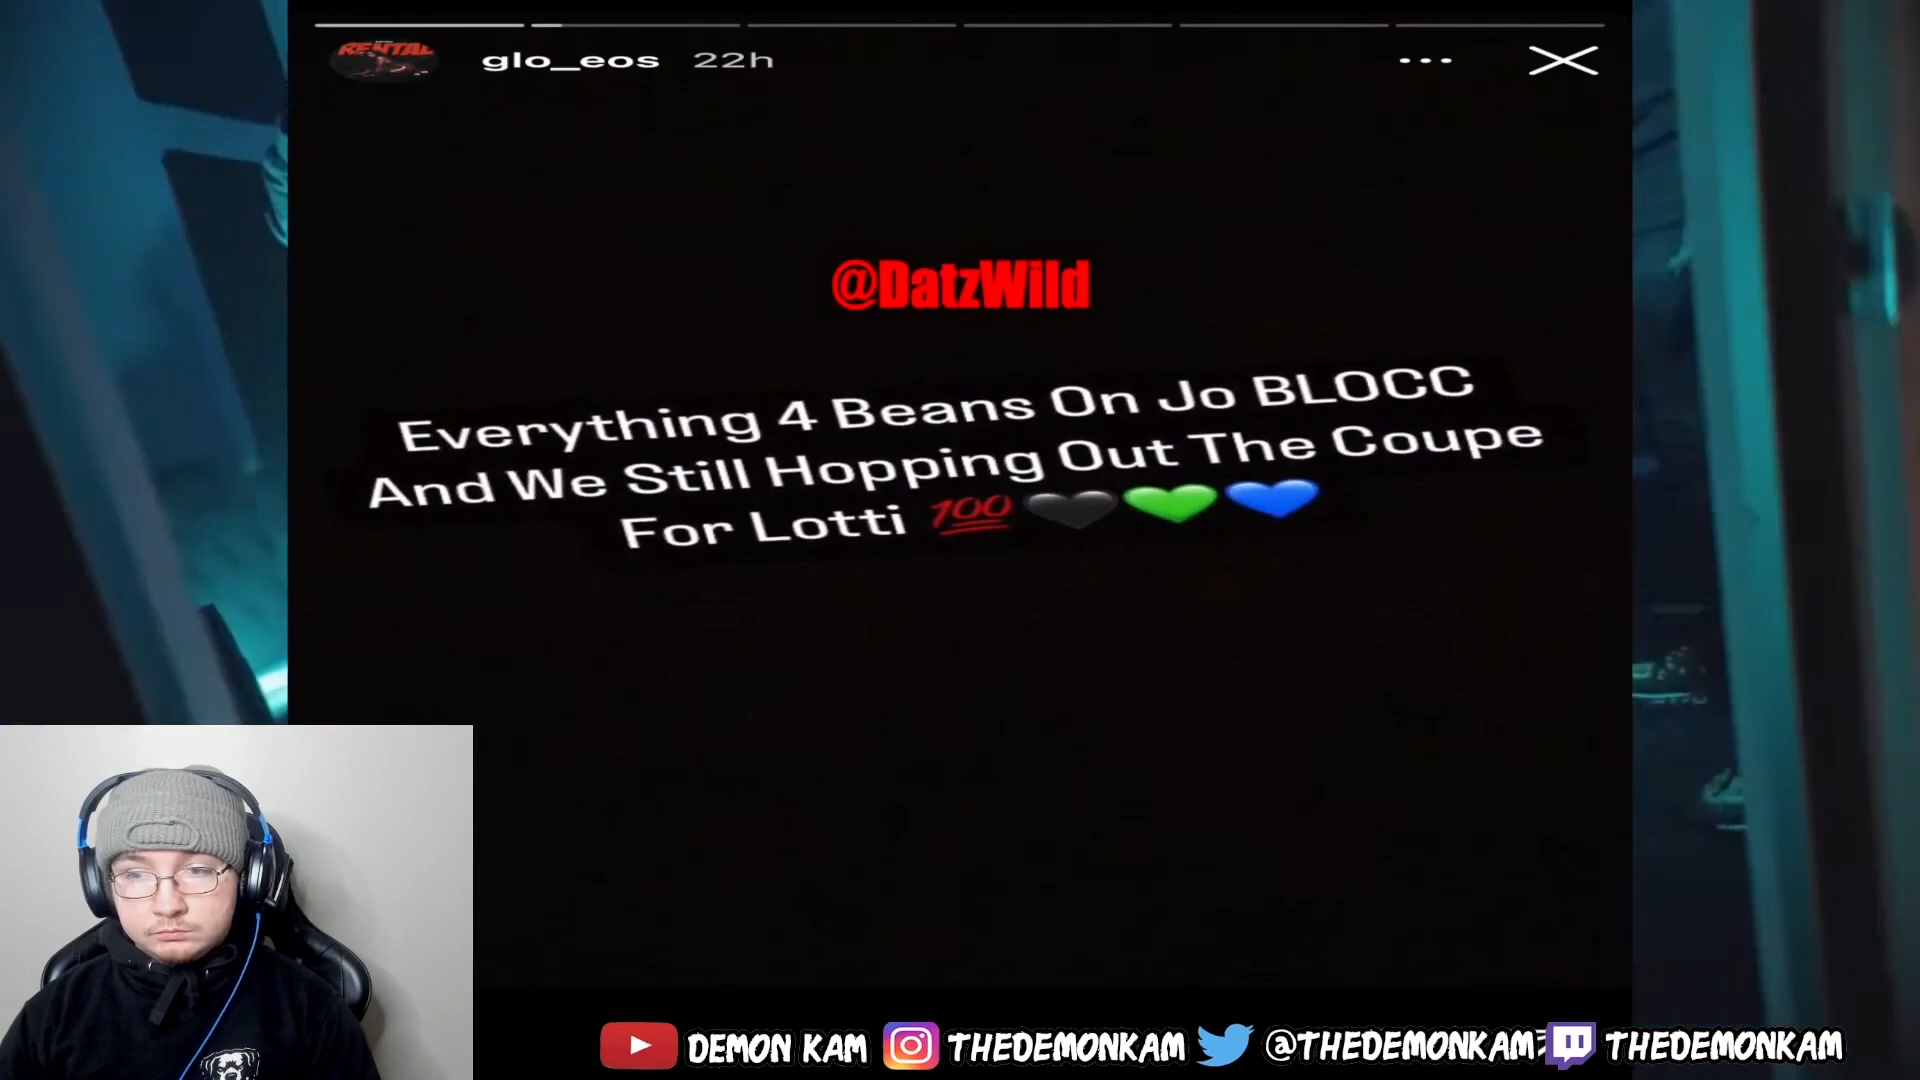 RENTAL
glo_eos 22h
@DatzWild
Everything 4 Beans On Jo BLOCC
And We Still Hopping Out The Coupe
For Lotti 💯🖤💚💙
DEMON KAM THEDEMONKAM @THEDEMONKAM THEDEMONKAM